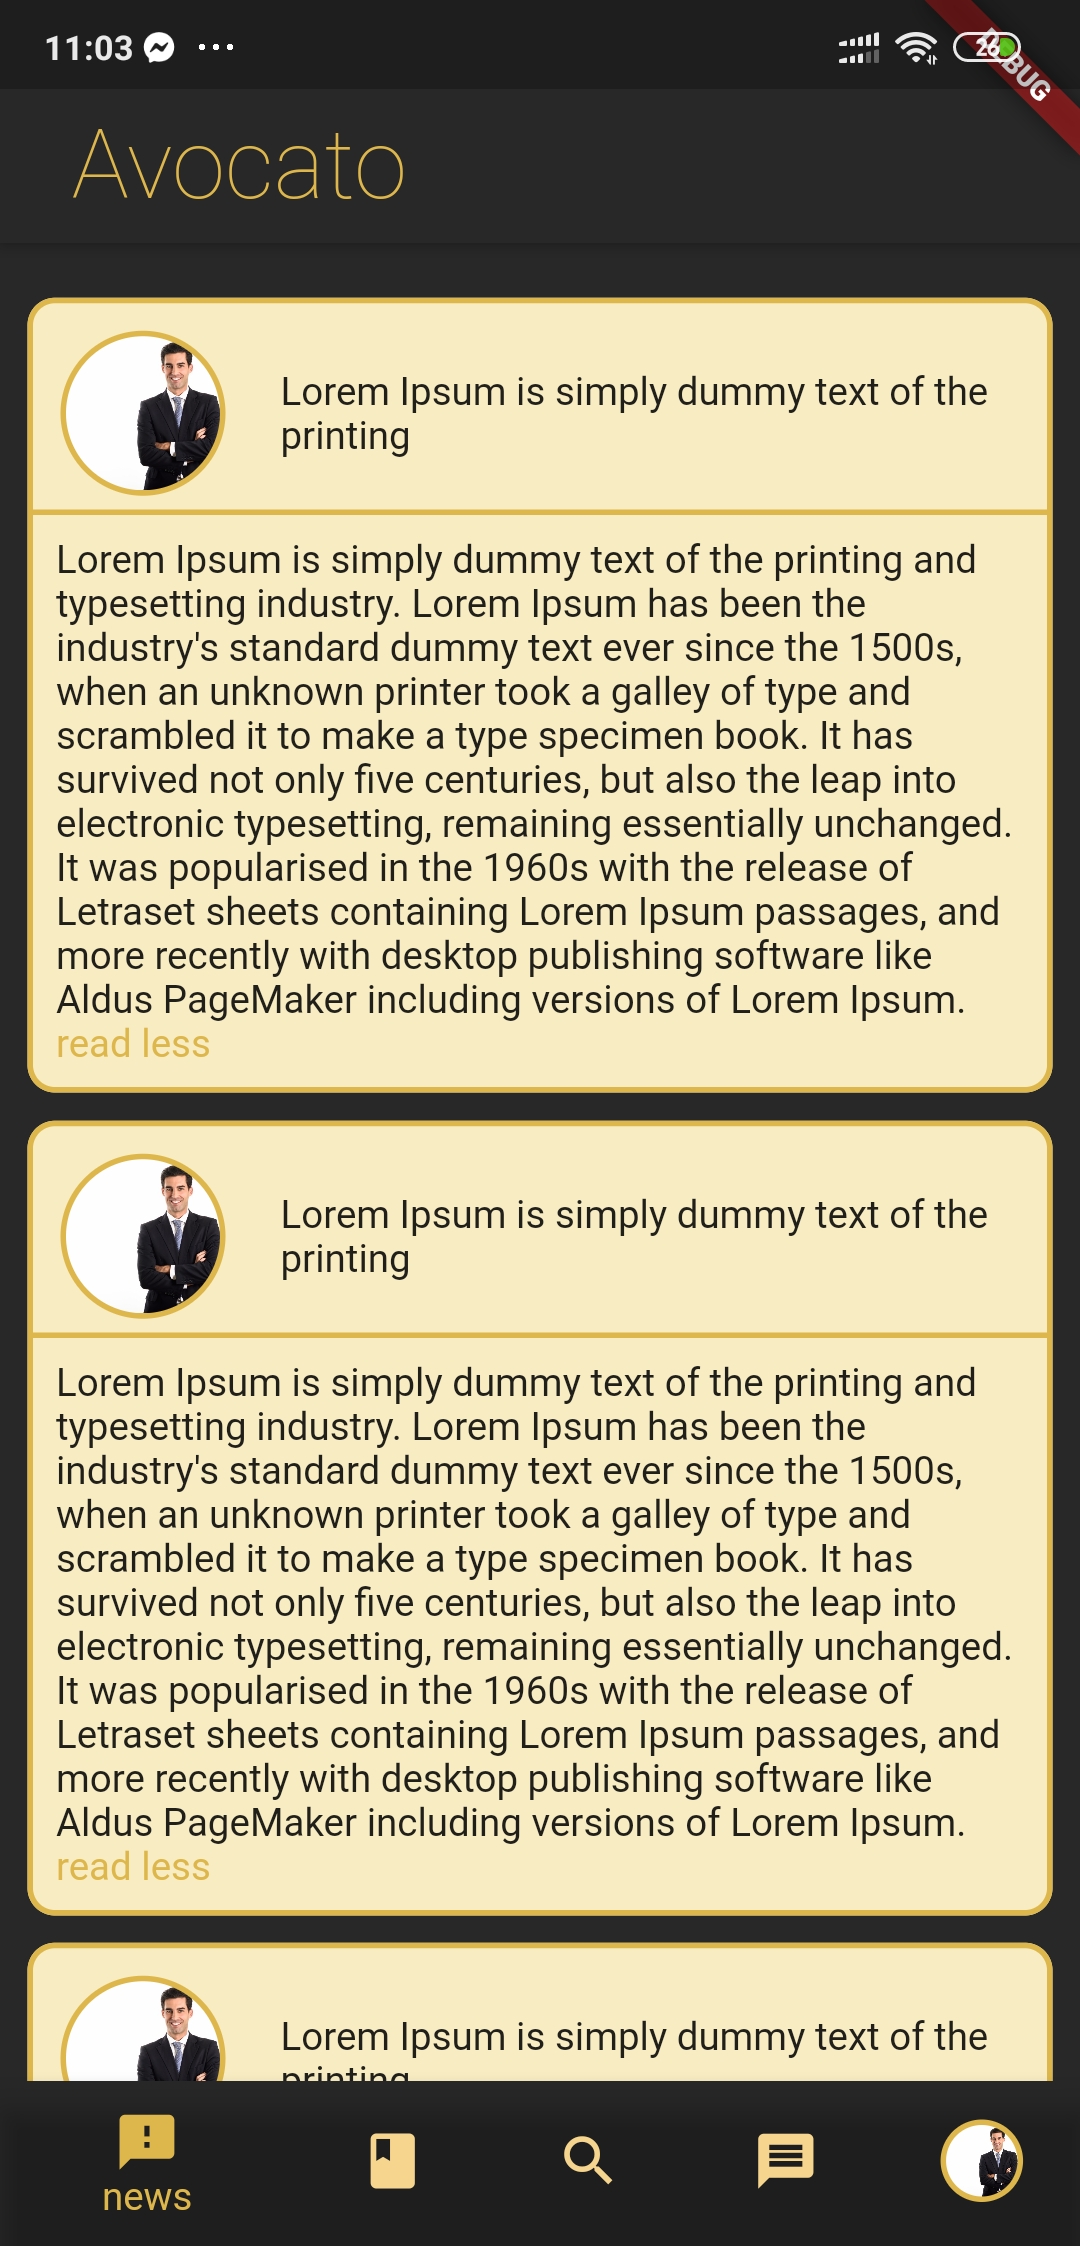 11:03
26
DEBUG
Avocato
Lorem Ipsum is simply dummy text of the
printing
Lorem Ipsum is simply dummy text of the printing and
typesetting industry. Lorem Ipsum has been the
industry's standard dummy text ever since the 1500s,
when an unknown printer took a galley of type and
scrambled it to make a type specimen book. It has
survived not only five centuries, but also the leap into
electronic typesetting, remaining essentially unchanged.
It was popularised in the 1960s with the release of
Letraset sheets containing Lorem Ipsum passages, and
more recently with desktop publishing software like
Aldus PageMaker including versions of Lorem Ipsum.
read less
Lorem Ipsum is simply dummy text of the
printing
Lorem Ipsum is simply dummy text of the printing and
typesetting industry. Lorem Ipsum has been the
industry's standard dummy text ever since the 1500s,
when an unknown printer took a galley of type and
scrambled it to make a type specimen book. It has
survived not only five centuries, but also the leap into
electronic typesetting, remaining essentially unchanged.
It was popularised in the 1960s with the release of
Letraset sheets containing Lorem Ipsum passages, and
more recently with desktop publishing software like
Aldus PageMaker including versions of Lorem Ipsum.
read less
Lorem Ipsum is simply dummy text of the
printing
news